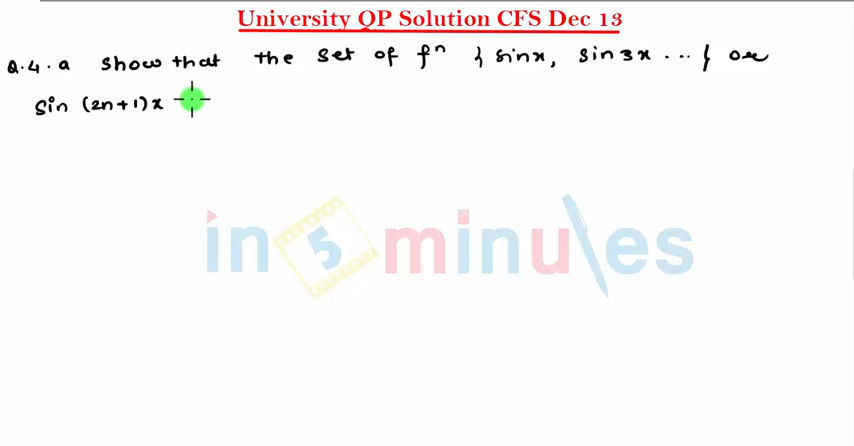 University QP Solution CFS Dec 13
Q.4.a show that the set of fⁿ { sinx, sin3x ... } or
sin (2n+1)x
in 5 minutes